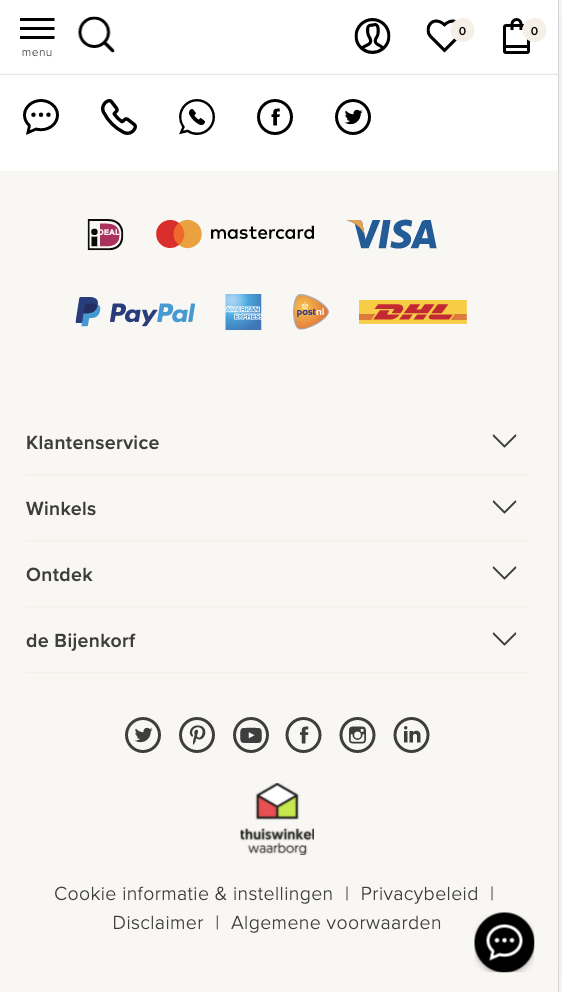 menu
0
0
iDEAL
mastercard
VISA
PayPal
AMERICAN
EXPRESS
postnl
DHL
Klantenservice
Winkels
Ontdek
de Bijenkorf
in
thuiswinkel
waarborg
Cookie informatie & instellingen | Privacybeleid |
Disclaimer | Algemene voorwaarden